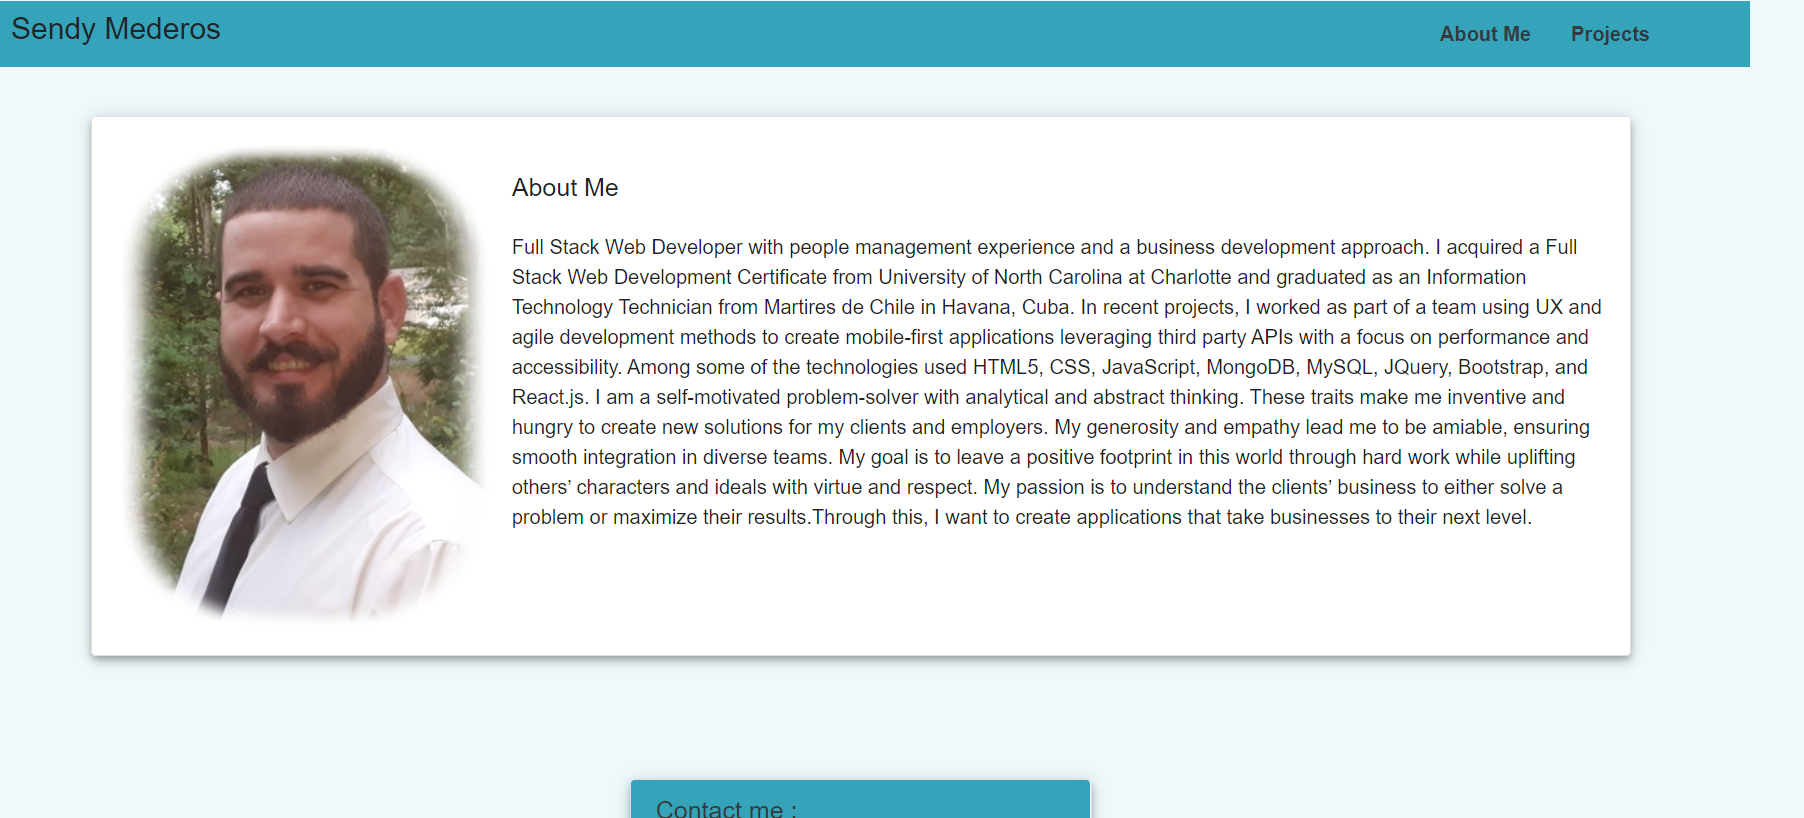 Sendy Mederos
About Me
Projects
About Me
Full Stack Web Developer with people management experience and a business development approach. I acquired a Full
Stack Web Development Certificate from University of North Carolina at Charlotte and graduated as an Information
Technology Technician from Martires de Chile in Havana, Cuba. In recent projects, I worked as part of a team using UX and
agile development methods to create mobile-first applications leveraging third party APIs with a focus on performance and
accessibility. Among some of the technologies used HTML5, CSS, JavaScript, MongoDB, MySQL, JQuery, Bootstrap, and
React.js. I am a self-motivated problem-solver with analytical and abstract thinking. These traits make me inventive and
hungry to create new solutions for my clients and employers. My generosity and empathy lead me to be amiable, ensuring
smooth integration in diverse teams. My goal is to leave a positive footprint in this world through hard work while uplifting
others’ characters and ideals with virtue and respect. My passion is to understand the clients’ business to either solve a
problem or maximize their results.Through this, I want to create applications that take businesses to their next level.
Contact me :